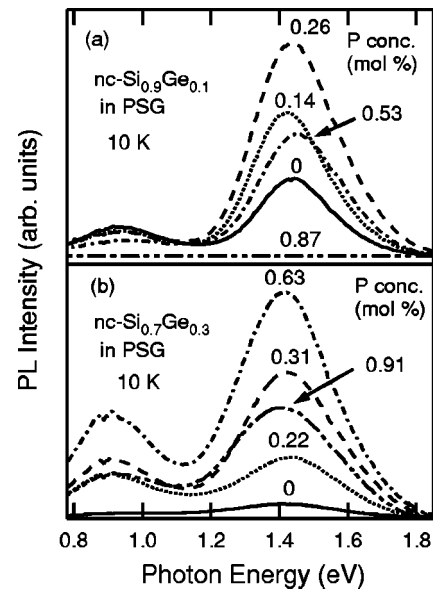 (a)
0.26
P conc.
(mol %)
nc-Si₀.₉Ge₀.₁
in PSG
10 K
0.14
0.53
0
0.87
PL Intensity (arb. units)
(b)
0.63
P conc.
(mol %)
nc-Si₀.₇Ge₀.₃
in PSG
10 K
0.31
0.91
0.22
0
0.8 1.0 1.2 1.4 1.6 1.8
Photon Energy (eV)